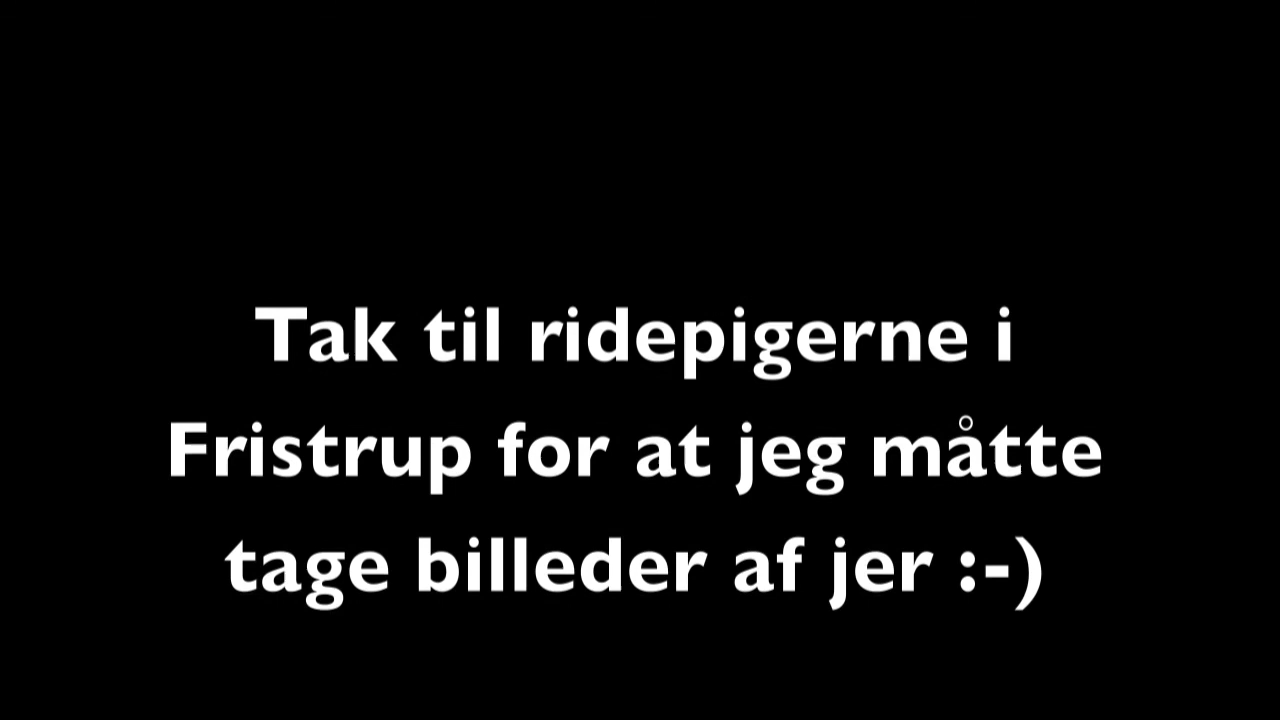 Tak til ridepigerne i
Fristrup for at jeg måtte
tage billeder af jer :-)